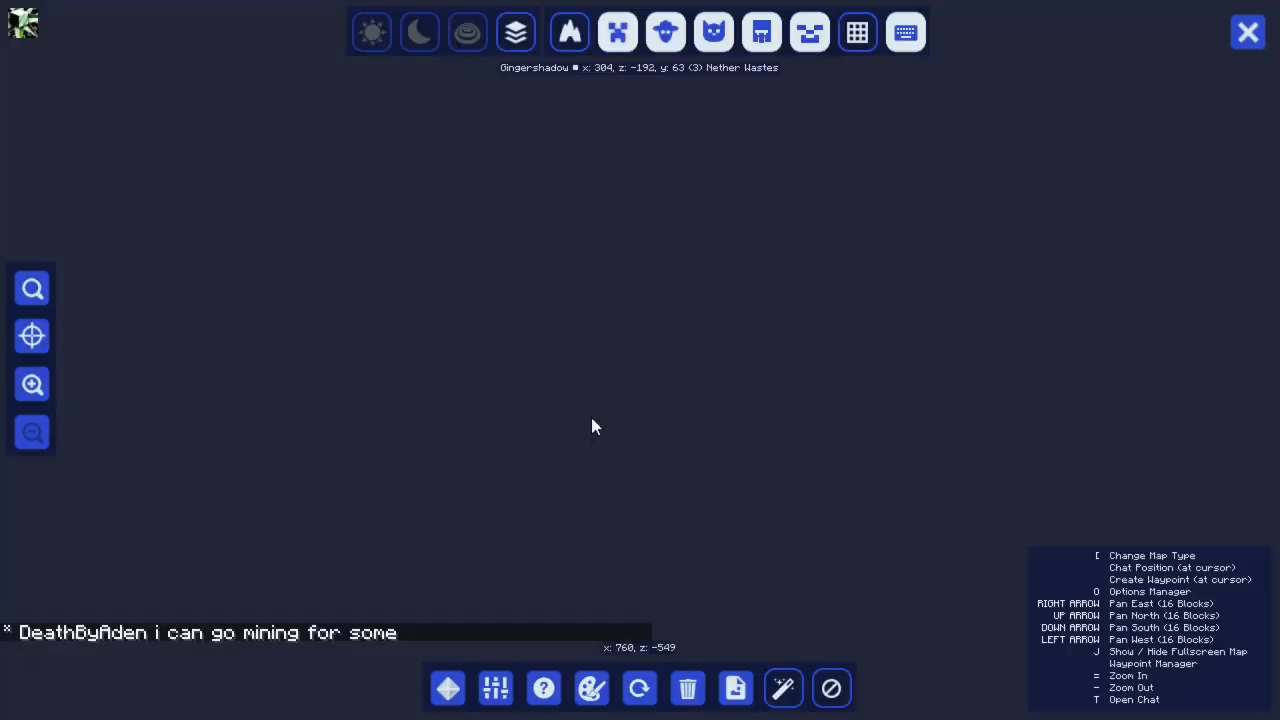 Gingershadow ■ x: 304, z: -192, y: 63 (3) Nether Wastes
[ Change Map Type
Chat Position (at cursor)
Create Waypoint (at cursor)
O Options Manager
RIGHT ARROW Pan East (16 Blocks)
UP ARROW Pan North (16 Blocks)
DOWN ARROW Pan South (16 Blocks)
LEFT ARROW Pan West (16 Blocks)
J Show / Hide Fullscreen Map
Waypoint Manager
= Zoom In
- Zoom Out
T Open Chat
* DeathByAden i can go mining for some
x: 760, z: -549